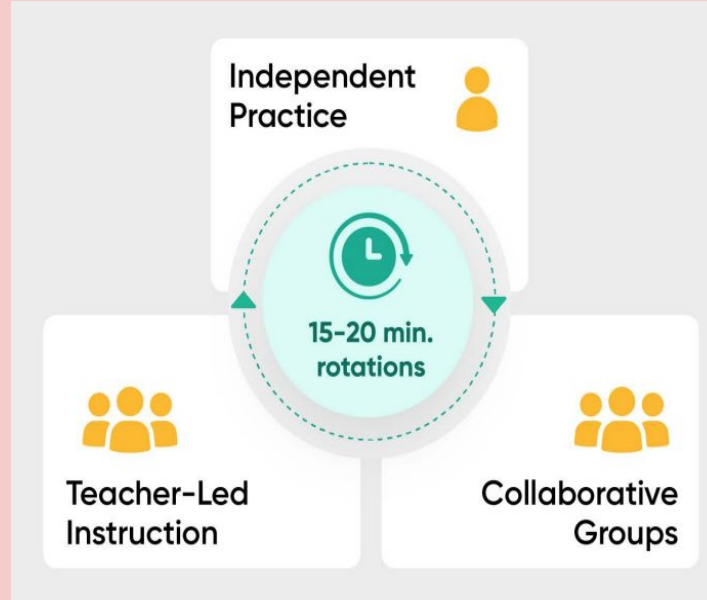 Independent
Practice
15-20 min.
rotations
Teacher-Led
Instruction
Collaborative
Groups